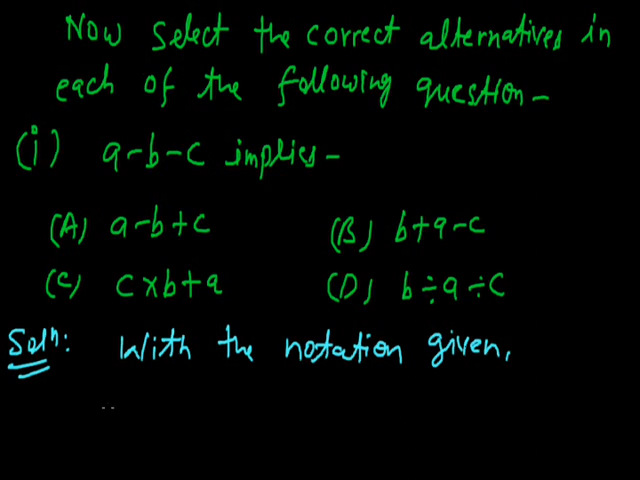 Now select the correct alternatives in
each of the following question-
(i) a-b-c implies-
(A) a-b+c (B) b+a-c
(C) c×b+a (D) b÷a÷c
Solⁿ: With the notation given,